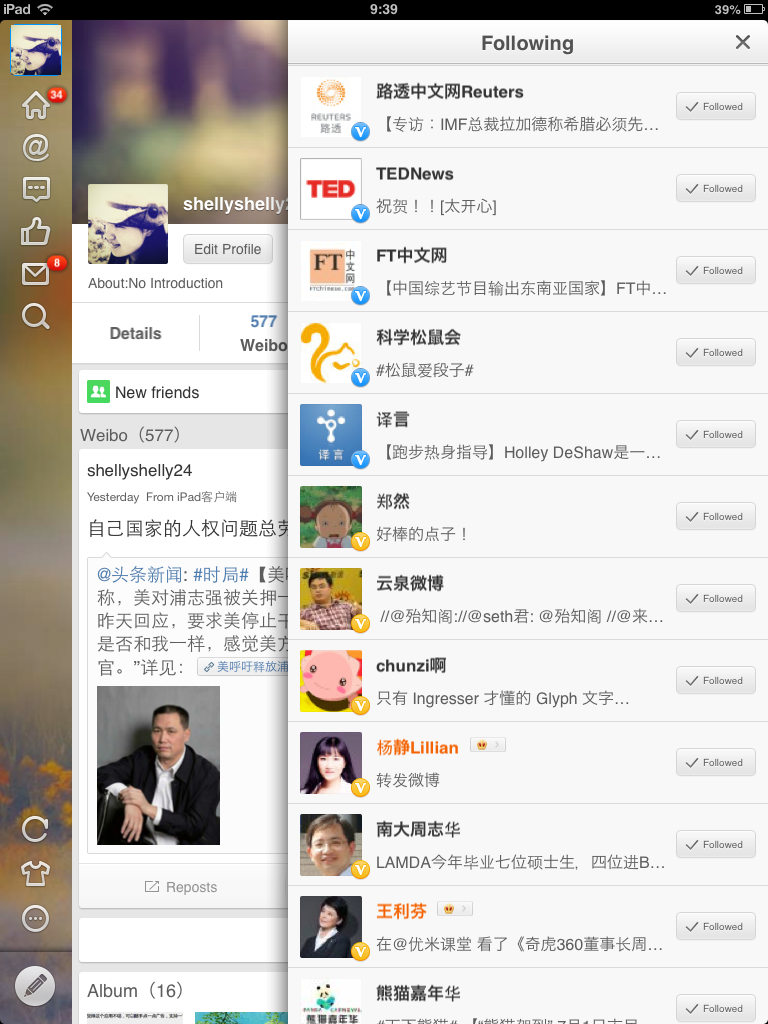 iPad
9:39
39%
34
8
shellyshelly2
Edit Profile
About:No Introduction
Details
577
Weibo
New friends
Weibo（577）
shellyshelly24
Yesterday From iPad客户端
自己国家的人权问题总
@头条新闻: #时局#【美
称，美对浦志强被关押一
昨天回应，要求美停止干
是否和我一样，感觉美方
官。”详见：
美呼吁释放浦
Reposts
Album（16）
Following
REUTERS
路透
路透中文网Reuters
【专访：IMF总裁拉加德称希腊必须先…
Followed
TED
TEDNews
祝贺！！[太开心]
Followed
FT
中文网
FTchinese.com
FT中文网
【中国综艺节目输出东南亚国家】FT中…
Followed
科学松鼠会
#松鼠爱段子#
Followed
译言
译言
【跑步热身指导】Holley DeShaw是一…
Followed
郑然
好棒的点子！
Followed
云泉微博
//@殆知阁://@seth君: @殆知阁 //@来…
Followed
chunzi啊
只有 Ingresser 才懂的 Glyph 文字…
Followed
杨静Lillian
转发微博
Followed
南大周志华
LAMDA今年毕业七位硕士生，四位进B…
Followed
王利芬
在@优米课堂 看了《奇虎360董事长周…
Followed
熊猫嘉年华
熊猫嘉年华
Followed